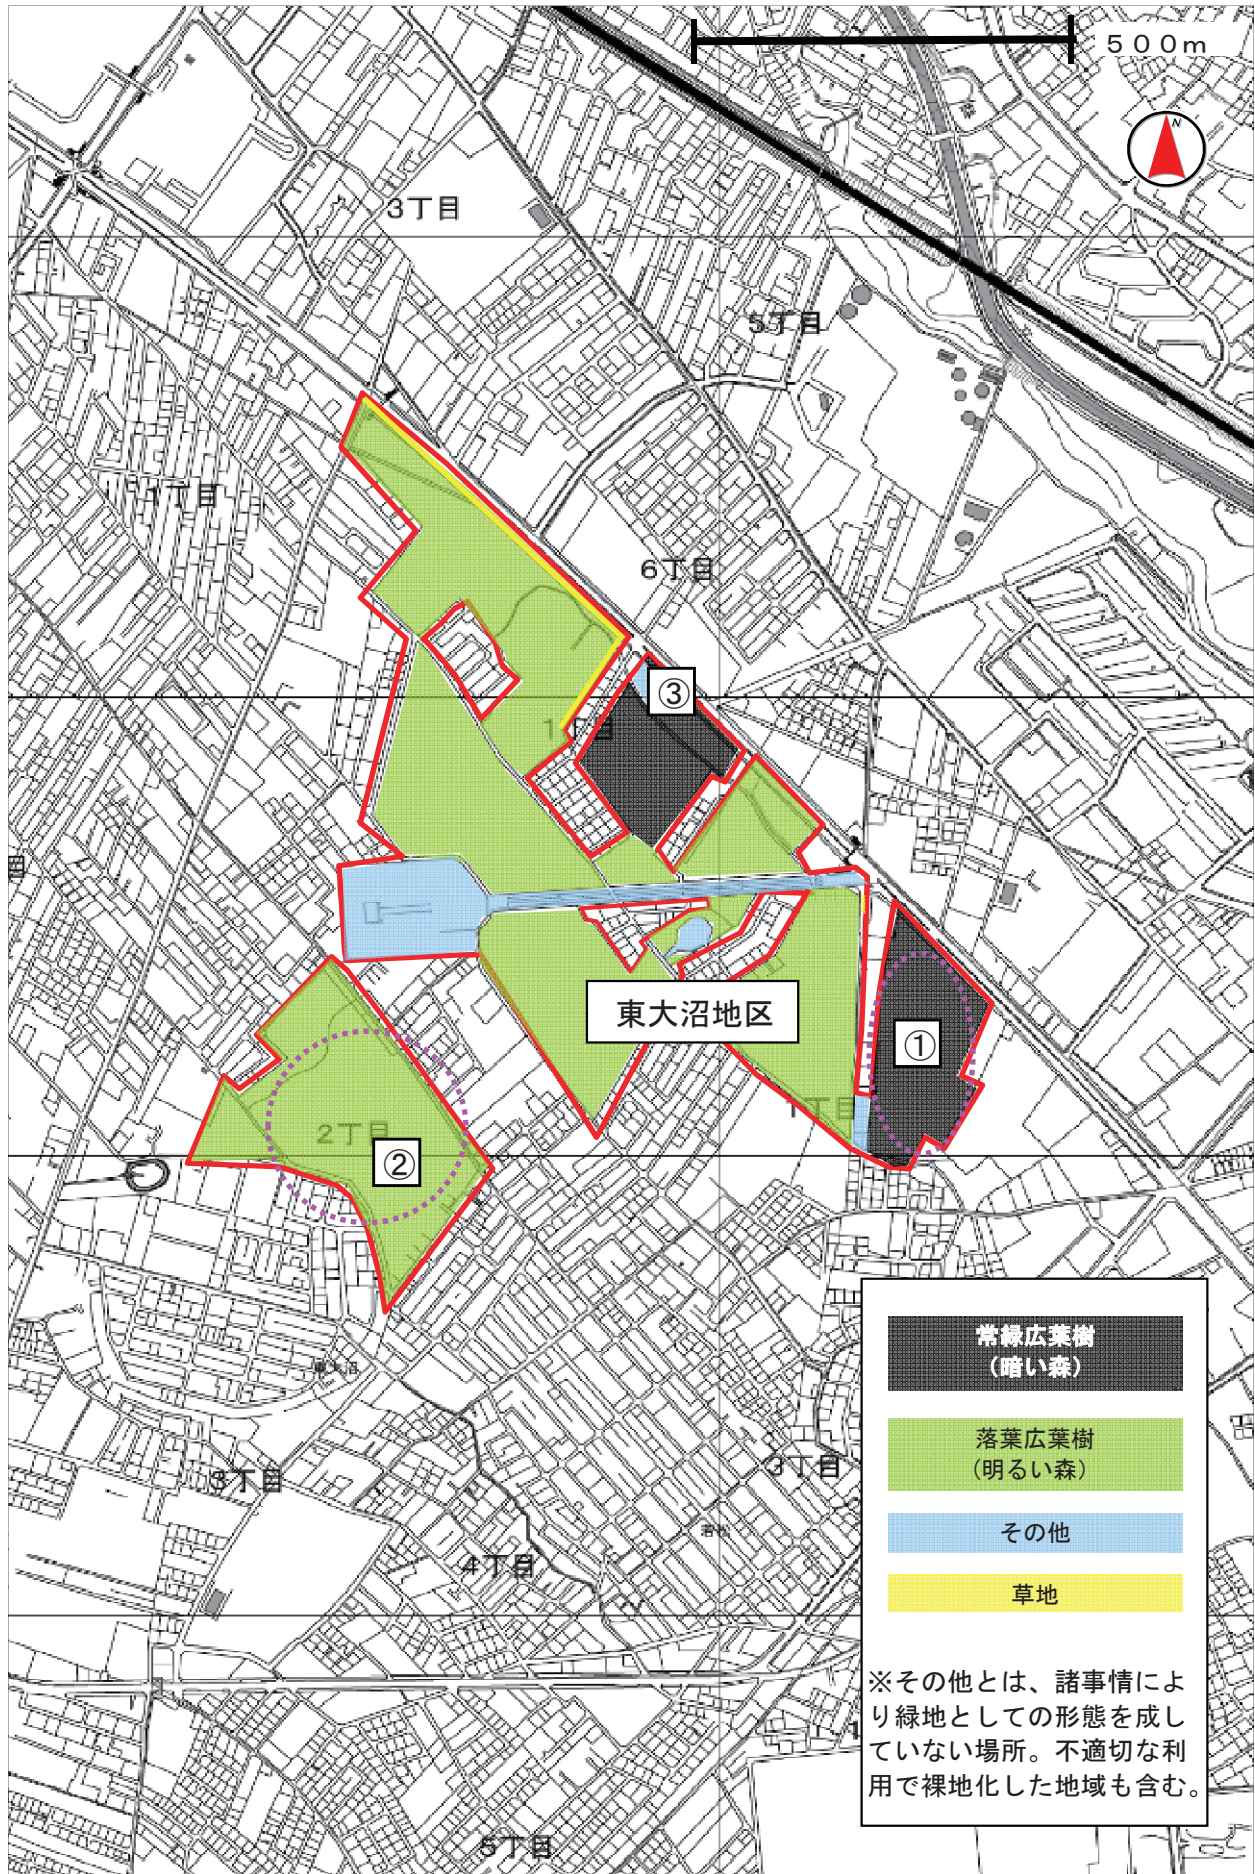 500m
N
3丁目
5丁目
1丁目
6丁目
③
1丁目
東大沼地区
①
1丁目
2丁目
②
常緑広葉樹
(暗い森)
落葉広葉樹
(明るい森)
その他
草地
※その他とは、諸事情によ
り緑地としての形態を成し
ていない場所。不適切な利
用で裸地化した地域も含む。
東大沼
3丁目
3丁目
若松
4丁目
5丁目